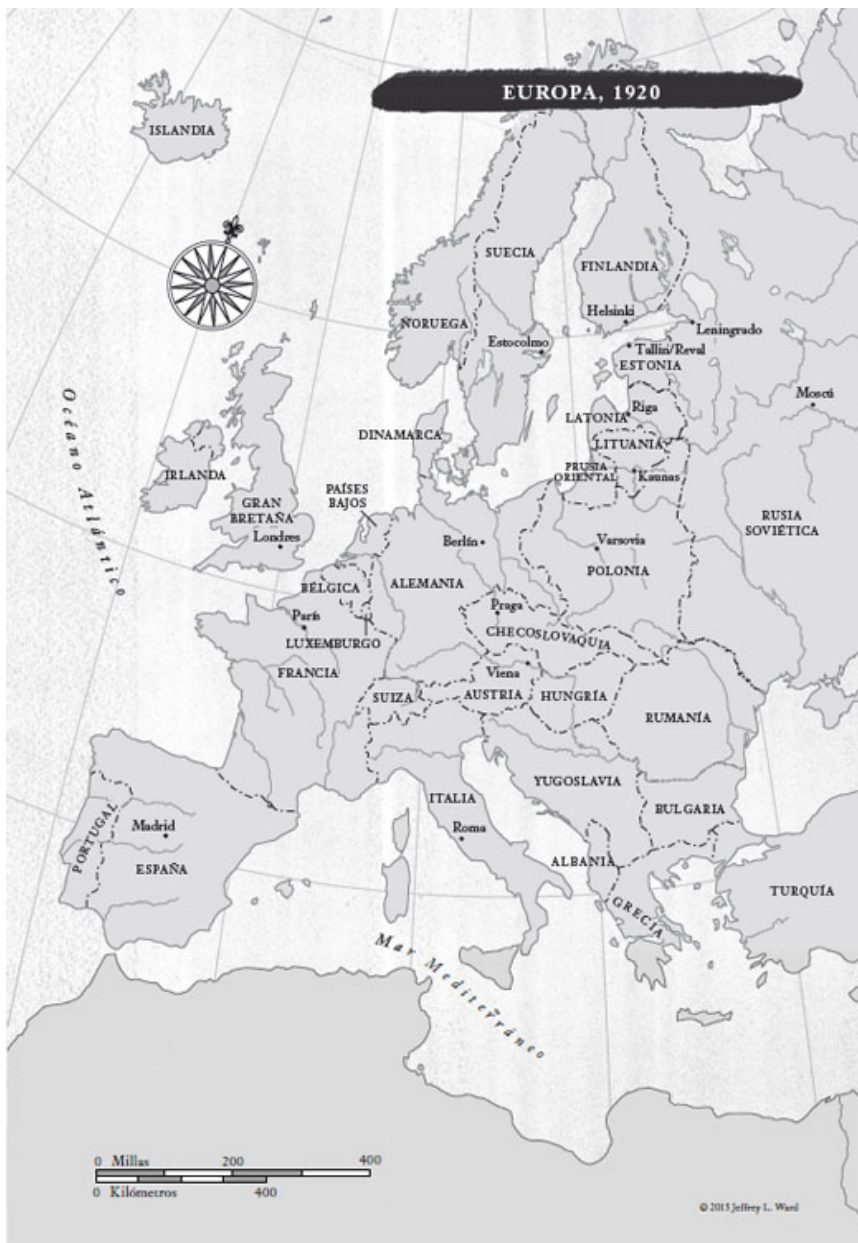 EUROPA, 1920
ISLANDIA
SUECIA
FINLANDIA
NORUEGA
Helsinki
Leningrado
Estocolmo
Tallin/Reval
ESTONIA
Moscú
Riga
LATONIA
DINAMARCA
LITUANIA
PRUSIA
ORIENTAL
Kaunas
Océano Atlántico
IRLANDA
GRAN
BRETAÑA
Londres
PAÍSES
BAJOS
RUSIA
SOVIÉTICA
Berlín
Varsovia
POLONIA
BÉLGICA
ALEMANIA
París
Praga
LUXEMBURGO
CHECOSLOVAQUIA
FRANCIA
Viena
SUIZA
AUSTRIA
HUNGRÍA
RUMANÍA
YUGOSLAVIA
ITALIA
BULGARIA
PORTUGAL
Madrid
Roma
ESPAÑA
ALBANIA
TURQUÍA
GRECIA
Mar Mediterráneo
0 Millas 200 400
0 Kilómetros 400
© 2015 Jeffrey L. Ward